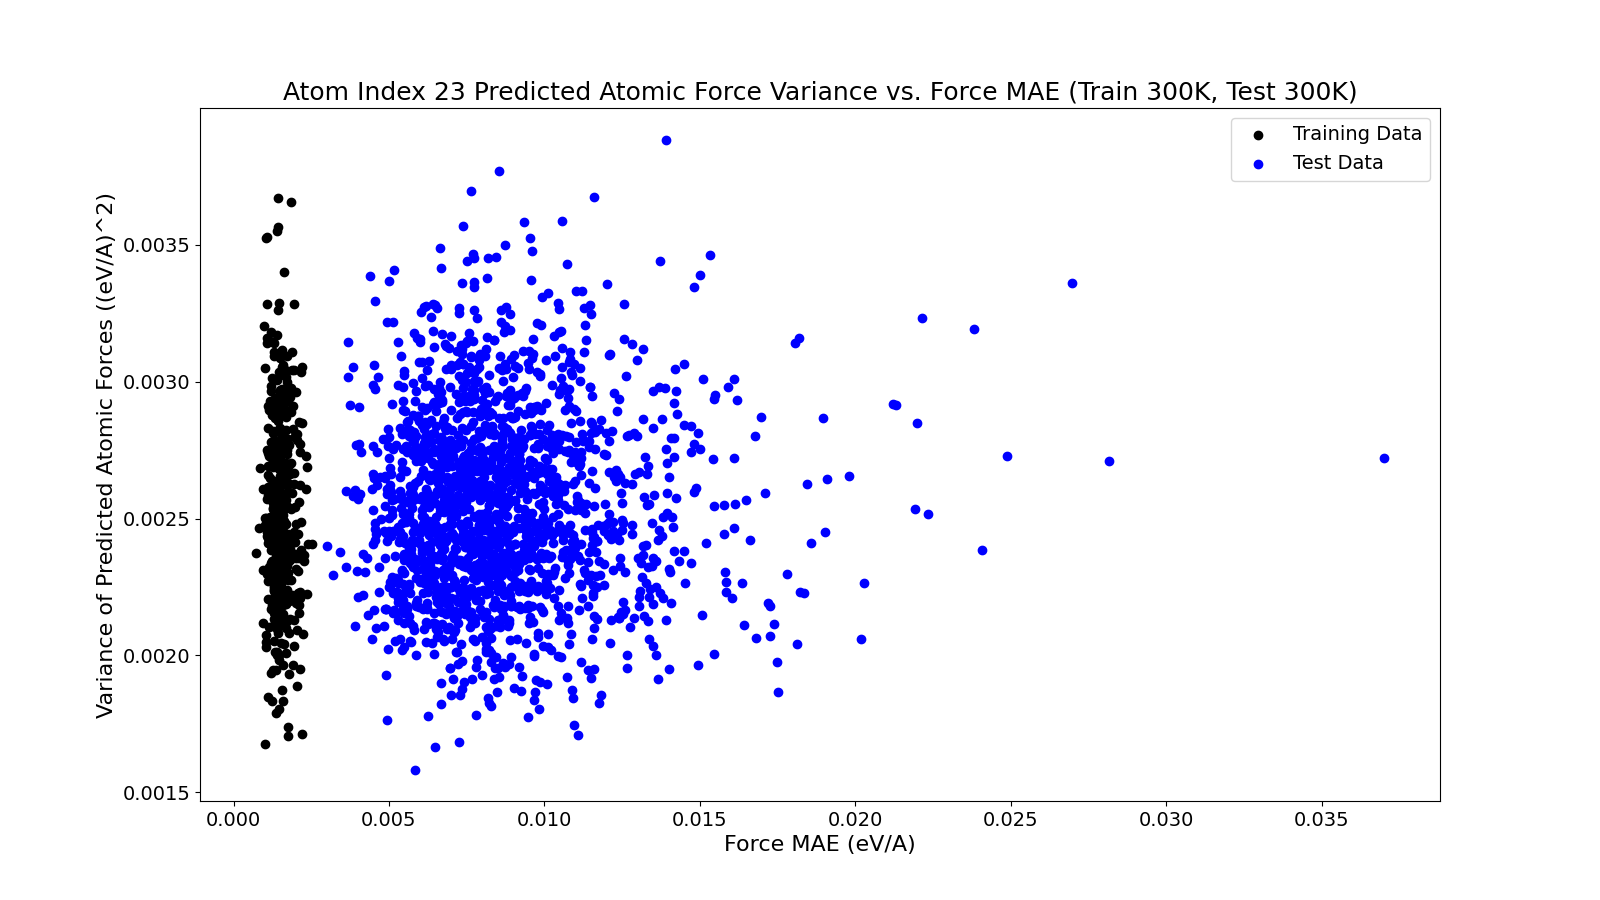 Atom Index 23 Predicted Atomic Force Variance vs. Force MAE (Train 300K, Test 300K)
Training Data
Test Data
Variance of Predicted Atomic Forces ((eV/A)^2)
0.0035
0.0030
0.0025
0.0020
0.0015
0.000 0.005 0.010 0.015 0.020 0.025 0.030 0.035
Force MAE (eV/A)